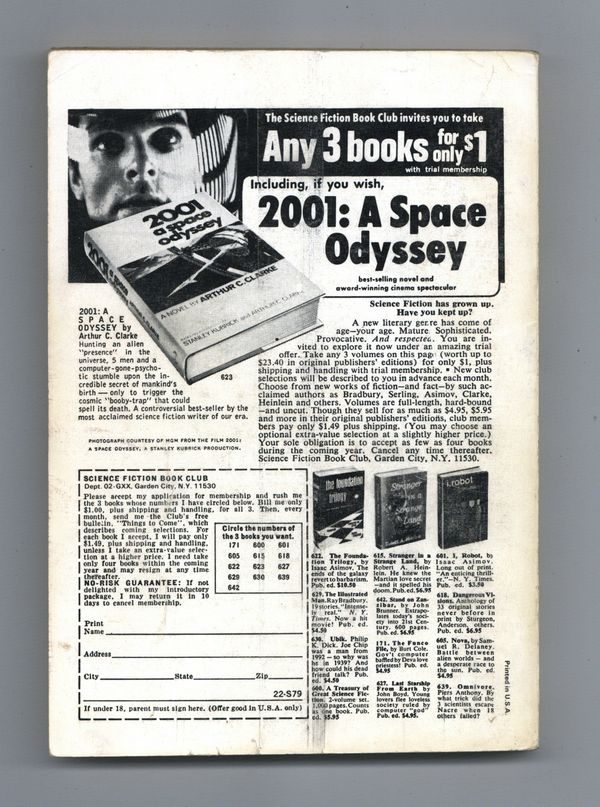 The Science Fiction Book Club invites you to take
Any 3 books for only $1
with trial membership
Including, if you wish,
2001: A Space
Odyssey
best-selling novel and
award-winning cinema spectacular
2001
a space
odyssey
A NOVEL BY ARTHUR C. CLARKE
STANLEY KUBRICK AND ARTHUR C. CLARKE
623
2001: A
SPACE
ODYSSEY by
Arthur C. Clarke
Hunting an alien
"presence" in the
universe, 5 men and a
computer-gone-psycho-
tic stumble upon the in-
credible secret of mankind's
birth — only to trigger the
cosmic "booby-trap" that could
spell its death. A controversial best-seller by the
most acclaimed science fiction writer of our era.
PHOTOGRAPH COURTESY OF MGM FROM THE FILM 2001:
A SPACE ODYSSEY, A STANLEY KUBRICK PRODUCTION.
Science Fiction has grown up.
Have you kept up?
A new literary genre has come of
age—your age. Mature. Sophisticated.
Provocative. And respected. You are in-
vited to explore it now under an amazing trial
offer. Take any 3 volumes on this page (worth up to
$23.40 in original publishers' editions) for only $1, plus
shipping and handling with trial membership. • New club
selections will be described to you in advance each month.
Choose from new works of fiction—and fact—by such ac-
claimed authors as Bradbury, Serling, Asimov, Clarke,
Heinlein and others. Volumes are full-length, hard-bound
—and uncut. Though they sell for as much as $4.95, $5.95
and more in their original publishers' editions, club mem-
bers pay only $1.49 plus shipping. (You may choose an
optional extra-value selection at a slightly higher price.)
Your sole obligation is to accept as few as four books
during the coming year. Cancel any time thereafter.
Science Fiction Book Club, Garden City, N.Y. 11530.
SCIENCE FICTION BOOK CLUB
Dept. 02-GXX, Garden City, N.Y. 11530
Please accept my application for membership and rush me
the 3 books whose numbers I have circled below. Bill me only
$1.00, plus shipping and handling, for all 3. Then, every
month, send me the Club's free
bulletin, "Things to Come", which
describes coming selections. For
each book I accept, I will pay only
$1.49, plus shipping and handling,
unless I take an extra-value selec-
tion at a higher price. I need take
only four books within the coming
year and may resign at any time
thereafter.
NO-RISK GUARANTEE: If not
delighted with my introductory
package, I may return it in 10
days to cancel membership.
Circle the numbers of
the 3 books you want.
171 600 601
605 615 618
622 623 627
629 630 639
642
Print
Name
Address
City State Zip
22-S79
If under 18, parent must sign here. (Offer good in U.S.A. only)
the foundation
trilogy
Stranger
in a
Strange
Land
i, robot
622. The Founda-
tion Trilogy, by
Isaac Asimov. The
ends of the galaxy
revert to barbarism.
Pub. ed. $10.50
629. The Illustrated
Man. Ray Bradbury.
19 stories. "Intense-
ly real." N.Y.
Times. Now a hit
movie! Pub. ed.
$4.50
630. Ubik. Philip
K. Dick. Joe Chip
was a man from
1992 — so why was
he in 1939? And
how could his dead
friend talk? Pub.
ed. $4.50
600. A Treasury of
Great Science Fic-
tion. 2-volume set.
1,000 pages. Counts
as one book. Pub.
ed. $5.95
615. Stranger in a
Strange Land, by
Robert A. Hein-
lein. He knew the
Martian love secret
—and it spelled his
doom. Pub. ed. $6.95
642. Stand on Zan-
zibar, by John
Brunner. Extrapo-
lates today's soci-
ety into 21st Cen-
tury. 600 pages.
Pub. ed. $6.95
171. The Funco
File, by Burt Cole.
Gov't computer
baffled by Deva love
priestess! Pub. ed.
$4.95
627. Last Starship
From Earth by
John Boyd. Young
lovers flee loveless
society ruled by
computer "god"
Pub. ed. $4.95.
601. I, Robot, by
Isaac Asimov.
Long out of print.
"An enticing thrill-
er."—N. Y. Times.
Pub. ed. $3.50
618. Dangerous Vi-
sions. Anthology of
33 original stories
never before in
print by Sturgeon,
Anderson, others.
Pub. ed. $6.95
605. Nova, by Samu-
el R. Delaney.
Battle between
alien worlds — and
a desperate race to
the sun. Pub. ed.
$4.95
639. Omnivore.
Piers Anthony. By
what trick did the
3 scientists escape
Nacre when 18
others failed?
Printed in U.S.A.